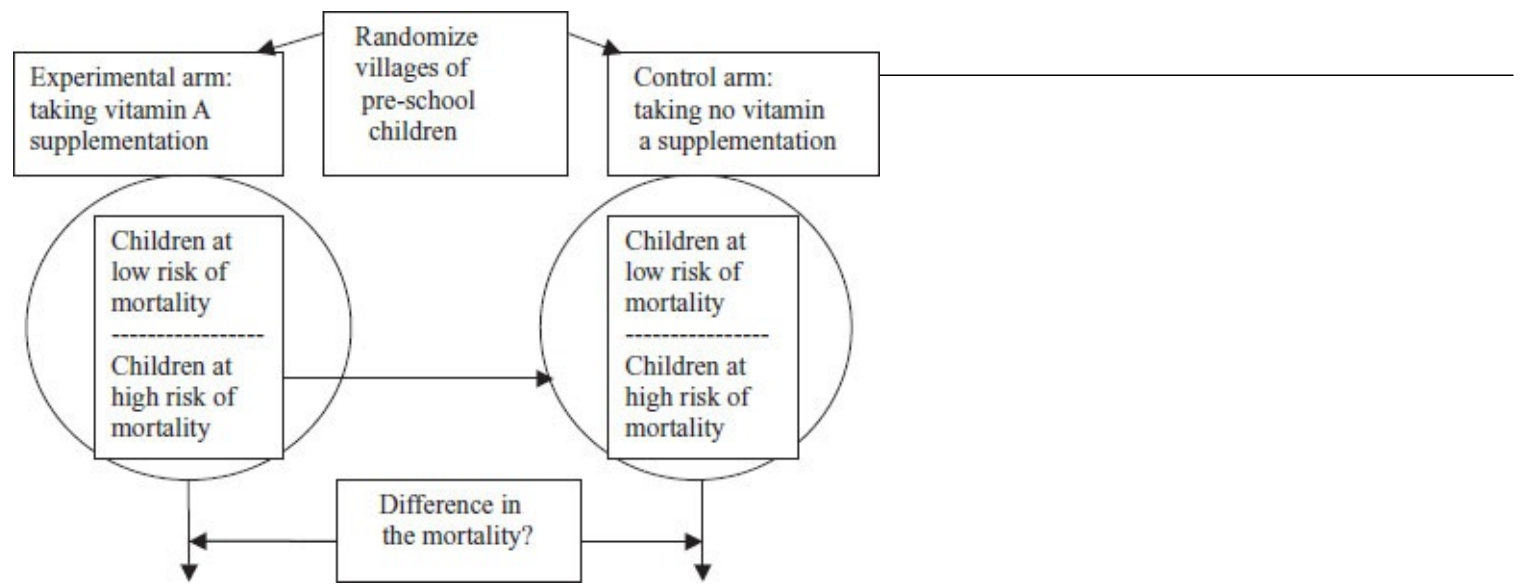 Randomize
villages of
pre-school
children
Experimental arm:
taking vitamin A
supplementation
Control arm:
taking no vitamin
a supplementation
Children at
low risk of
mortality
-----------------
Children at
high risk of
mortality
Children at
low risk of
mortality
----------------
Children at
high risk of
mortality
Difference in
the mortality?